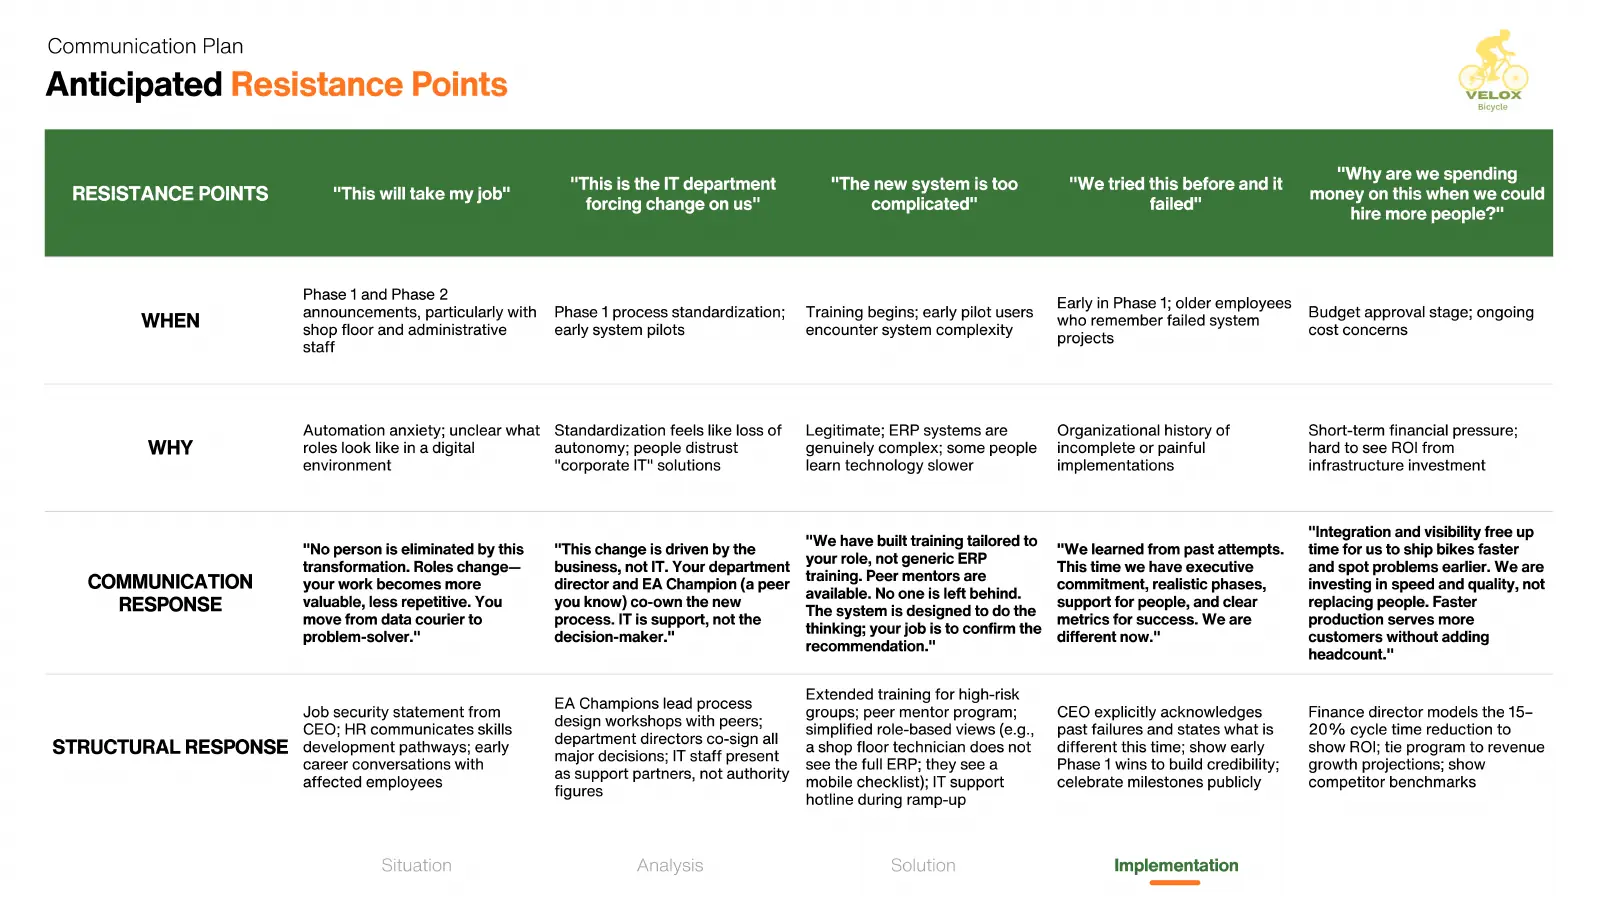 Communication Plan
Anticipated Resistance Points
VELOX
Bicycle
RESISTANCE POINTS
"This will take my job"
"This is the IT department
forcing change on us"
"The new system is too
complicated"
"We tried this before and it
failed"
"Why are we spending
money on this when we could
hire more people?"
WHEN
Phase 1 and Phase 2
announcements, particularly with
shop floor and administrative
staff
Phase 1 process standardization;
early system pilots
Training begins; early pilot users
encounter system complexity
Early in Phase 1; older employees
who remember failed system
projects
Budget approval stage; ongoing
cost concerns
WHY
Automation anxiety; unclear what
roles look like in a digital
environment
Standardization feels like loss of
autonomy; people distrust
"corporate IT" solutions
Legitimate; ERP systems are
genuinely complex; some people
learn technology slower
Organizational history of
incomplete or painful
implementations
Short-term financial pressure;
hard to see ROI from
infrastructure investment
COMMUNICATION
RESPONSE
"No person is eliminated by this
transformation. Roles change—
your work becomes more
valuable, less repetitive. You
move from data courier to
problem-solver."
"This change is driven by the
business, not IT. Your department
director and EA Champion (a peer
you know) co-own the new
process. IT is support, not the
decision-maker."
"We have built training tailored to
your role, not generic ERP
training. Peer mentors are
available. No one is left behind.
The system is designed to do the
thinking; your job is to confirm the
recommendation."
"We learned from past attempts.
This time we have executive
commitment, realistic phases,
support for people, and clear
metrics for success. We are
different now."
"Integration and visibility free up
time for us to ship bikes faster
and spot problems earlier. We are
investing in speed and quality, not
replacing people. Faster
production serves more
customers without adding
headcount."
STRUCTURAL RESPONSE
Job security statement from
CEO; HR communicates skills
development pathways; early
career conversations with
affected employees
EA Champions lead process
design workshops with peers;
department directors co-sign all
major decisions; IT staff present
as support partners, not authority
figures
Extended training for high-risk
groups; peer mentor program;
simplified role-based views (e.g.,
a shop floor technician does not
see the full ERP; they see a
mobile checklist); IT support
hotline during ramp-up
CEO explicitly acknowledges
past failures and states what is
different this time; show early
Phase 1 wins to build credibility;
celebrate milestones publicly
Finance director models the 15–
20% cycle time reduction to
show ROI; tie program to revenue
growth projections; show
competitor benchmarks
Situation
Analysis
Solution
Implementation